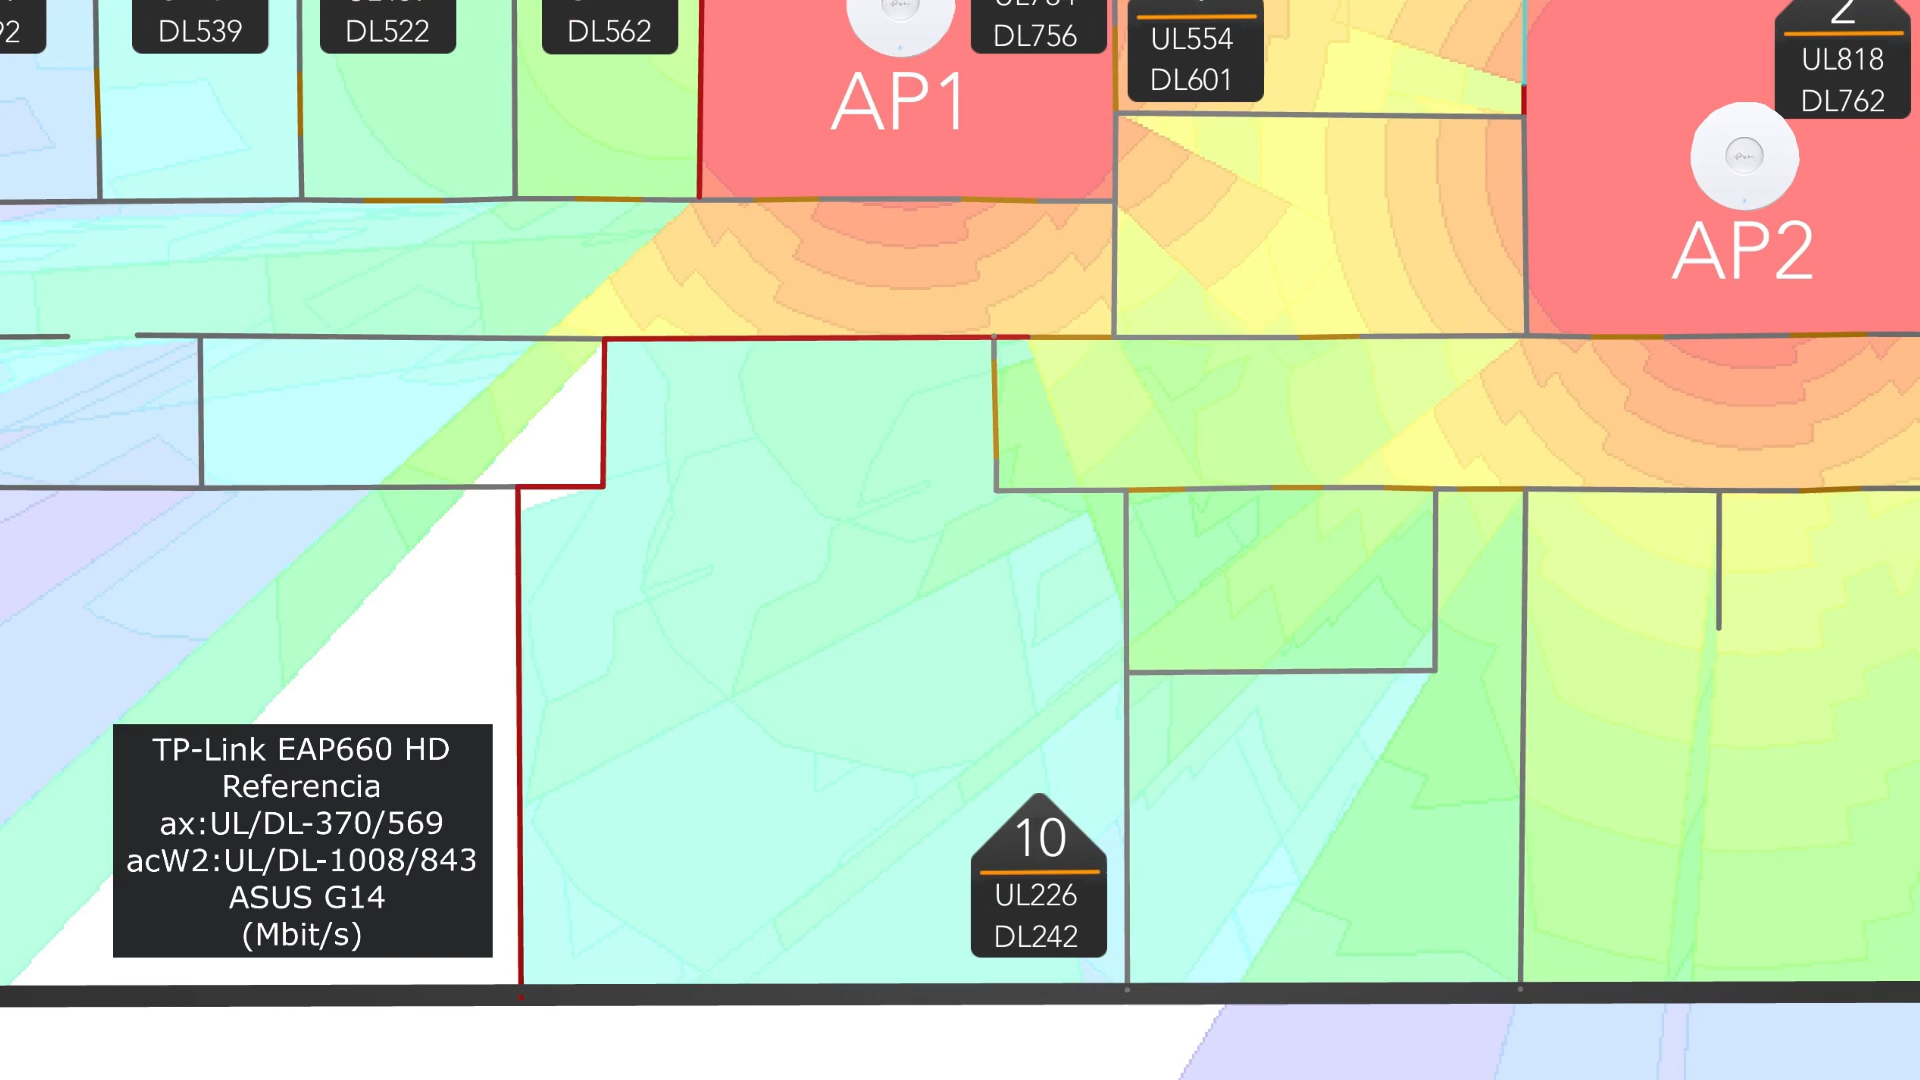 DL539
DL522
DL562
DL756
UL554
DL601
2
UL818
DL762
AP1
AP2
TP-Link EAP660 HD
Referencia
ax:UL/DL-370/569
acW2:UL/DL-1008/843
ASUS G14
(Mbit/s)
10
UL226
DL242